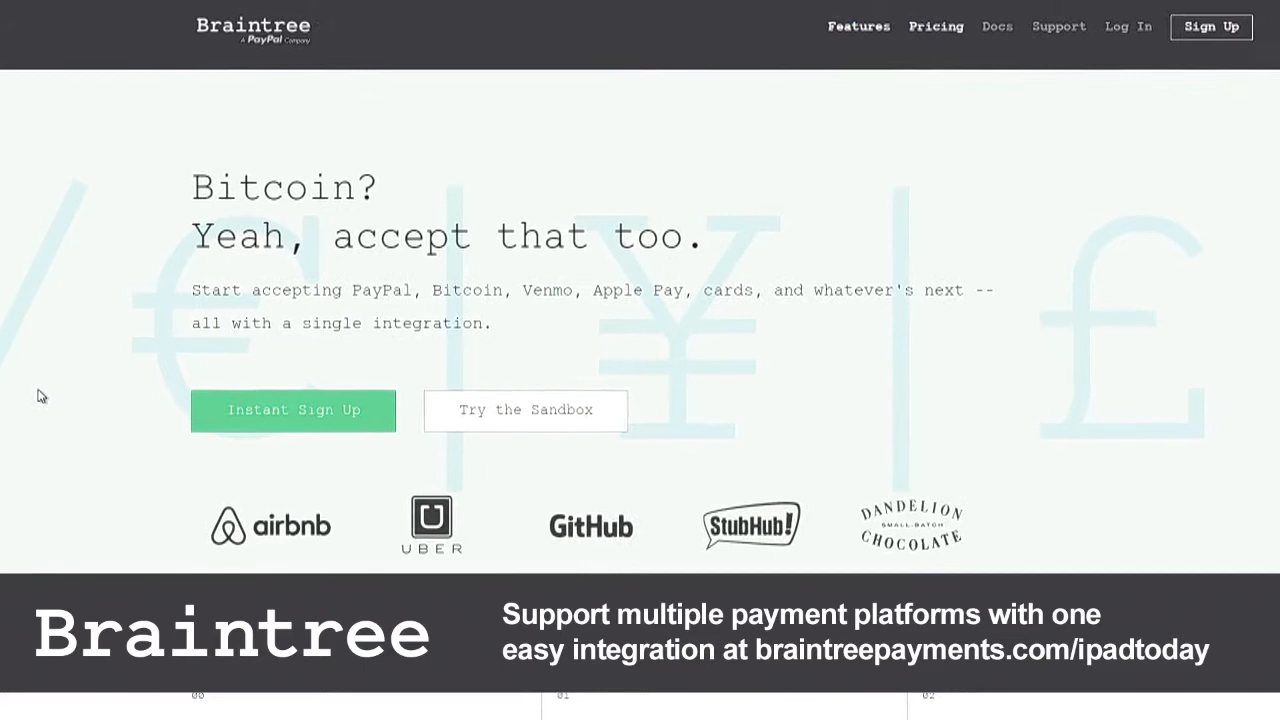 Braintree
A PayPal Company
Features Pricing Docs Support Log In Sign Up
Bitcoin?
Yeah, accept that too.
Start accepting PayPal, Bitcoin, Venmo, Apple Pay, cards, and whatever's next --
all with a single integration.
Instant Sign Up
Try the Sandbox
airbnb
UBER
GitHub
StubHub!
DANDELION
SMALL-BATCH
CHOCOLATE
Braintree
Support multiple payment platforms with one
easy integration at braintreepayments.com/ipadtoday
00 01 02